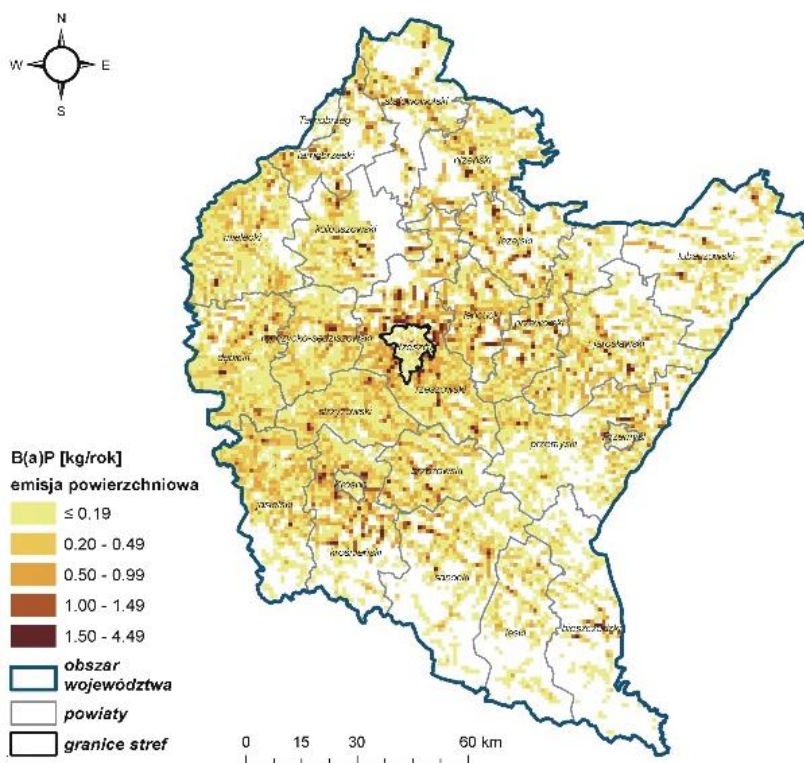 N
W E
S
stalowowolski
Tarnobrzeg
tarnobrzeski
niżański
mielecki
kolbuszowski
leżajski
lubaczowski
łańcucki
przeworski
ropczycko-sędziszowski
Rzeszów
jarosławski
dębicki
rzeszowski
strzyżowski
przemyski
Przemyśl
brzozowski
Krosno
jasielski
krośnieński
sanocki
leski
bieszczadzki
B(a)P [kg/rok]
emisja powierzchniowa
≤ 0.19
0.20 - 0.49
0.50 - 0.99
1.00 - 1.49
1.50 - 4.49
obszar
województwa
powiaty
granice stref
0 15 30 60 km